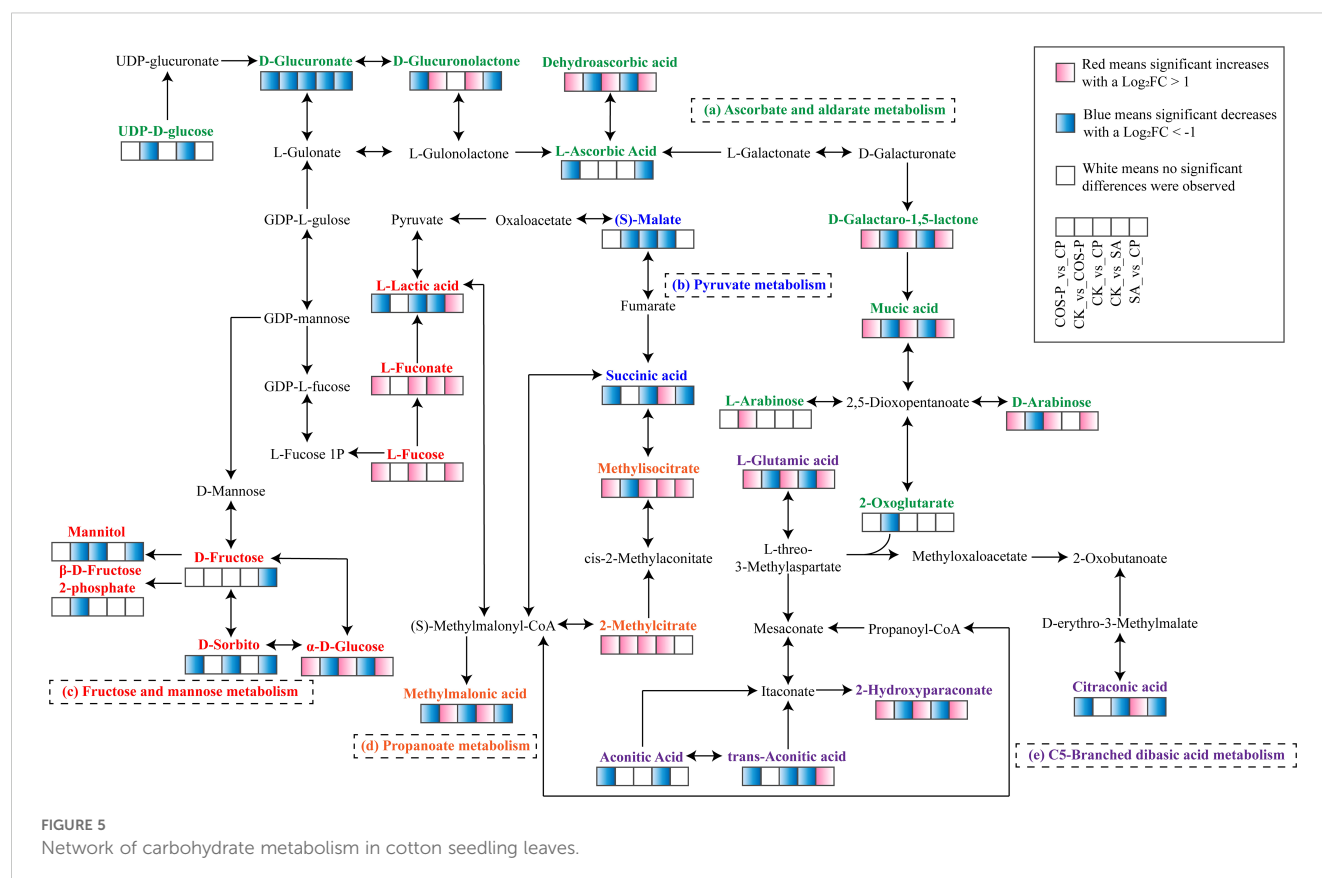 UDP-glucuronate
D-Glucuronate
D-Glucuronolactone
Dehydroascorbic acid
Red means significant increases
with a Log₂FC > 1
(a) Ascorbate and aldarate metabolism
Blue means significant decreases
with a Log₂FC < -1
UDP-D-glucose
L-Gulonate
L-Gulonolactone
L-Ascorbic Acid
L-Galactonate
D-Galacturonate
White means no significant
differences were observed
GDP-L-gulose
Pyruvate
Oxaloacetate
(S)-Malate
D-Galactaro-1,5-lactone
COS-P_vs_CP
CK_vs_COS-P
CK_vs_CP
CK_vs_SA
SA_vs_CP
L-Lactic acid
(b) Pyruvate metabolism
Fumarate
Mucic acid
GDP-mannose
L-Fuconate
GDP-L-fucose
Succinic acid
L-Arabinose
2,5-Dioxopentanoate
D-Arabinose
L-Fucose 1P
L-Fucose
Methylisocitrate
L-Glutamic acid
D-Mannose
2-Oxoglutarate
Mannitol
D-Fructose
β-D-Fructose
2-phosphate
cis-2-Methylaconitate
L-threo-
3-Methylaspartate
Methyloxaloacetate
2-Oxobutanoate
(S)-Methylmalonyl-CoA
2-Methylcitrate
Mesaconate
Propanoyl-CoA
D-erythro-3-Methylmalate
D-Sorbito
α-D-Glucose
(c) Fructose and mannose metabolism
Methylmalonic acid
Itaconate
2-Hydroxyparaconate
Citraconic acid
(d) Propanoate metabolism
Aconitic Acid
trans-Aconitic acid
(e) C5-Branched dibasic acid metabolism
FIGURE 5
Network of carbohydrate metabolism in cotton seedling leaves.